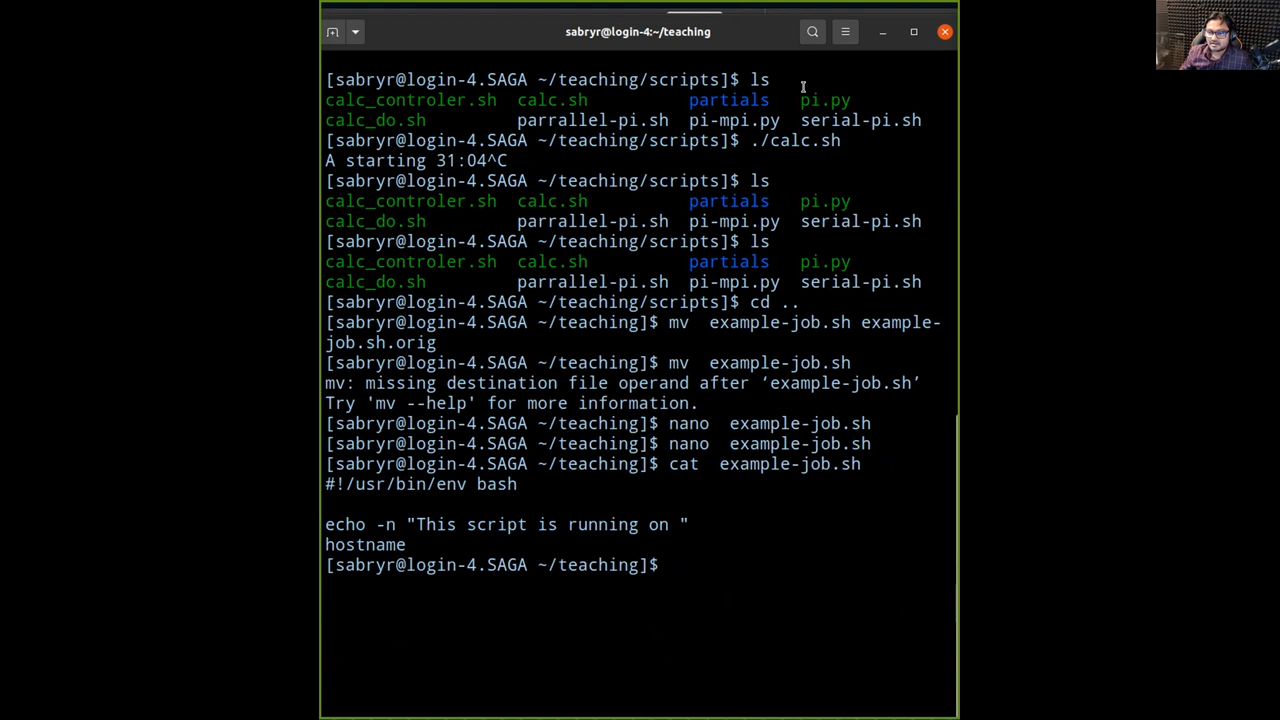 sabryr@login-4:~/teaching
[sabryr@login-4.SAGA ~/teaching/scripts]$ ls
calc_controler.sh calc.sh partials pi.py
calc_do.sh parrallel-pi.sh pi-mpi.py serial-pi.sh
[sabryr@login-4.SAGA ~/teaching/scripts]$ ./calc.sh
A starting 31:04^C
[sabryr@login-4.SAGA ~/teaching/scripts]$ ls
calc_controler.sh calc.sh partials pi.py
calc_do.sh parrallel-pi.sh pi-mpi.py serial-pi.sh
[sabryr@login-4.SAGA ~/teaching/scripts]$ ls
calc_controler.sh calc.sh partials pi.py
calc_do.sh parrallel-pi.sh pi-mpi.py serial-pi.sh
[sabryr@login-4.SAGA ~/teaching/scripts]$ cd ..
[sabryr@login-4.SAGA ~/teaching]$ mv  example-job.sh example-
job.sh.orig
[sabryr@login-4.SAGA ~/teaching]$ mv  example-job.sh
mv: missing destination file operand after ‘example-job.sh’
Try 'mv --help' for more information.
[sabryr@login-4.SAGA ~/teaching]$ nano  example-job.sh
[sabryr@login-4.SAGA ~/teaching]$ nano  example-job.sh
[sabryr@login-4.SAGA ~/teaching]$ cat  example-job.sh
#!/usr/bin/env bash
echo -n "This script is running on "
hostname
[sabryr@login-4.SAGA ~/teaching]$